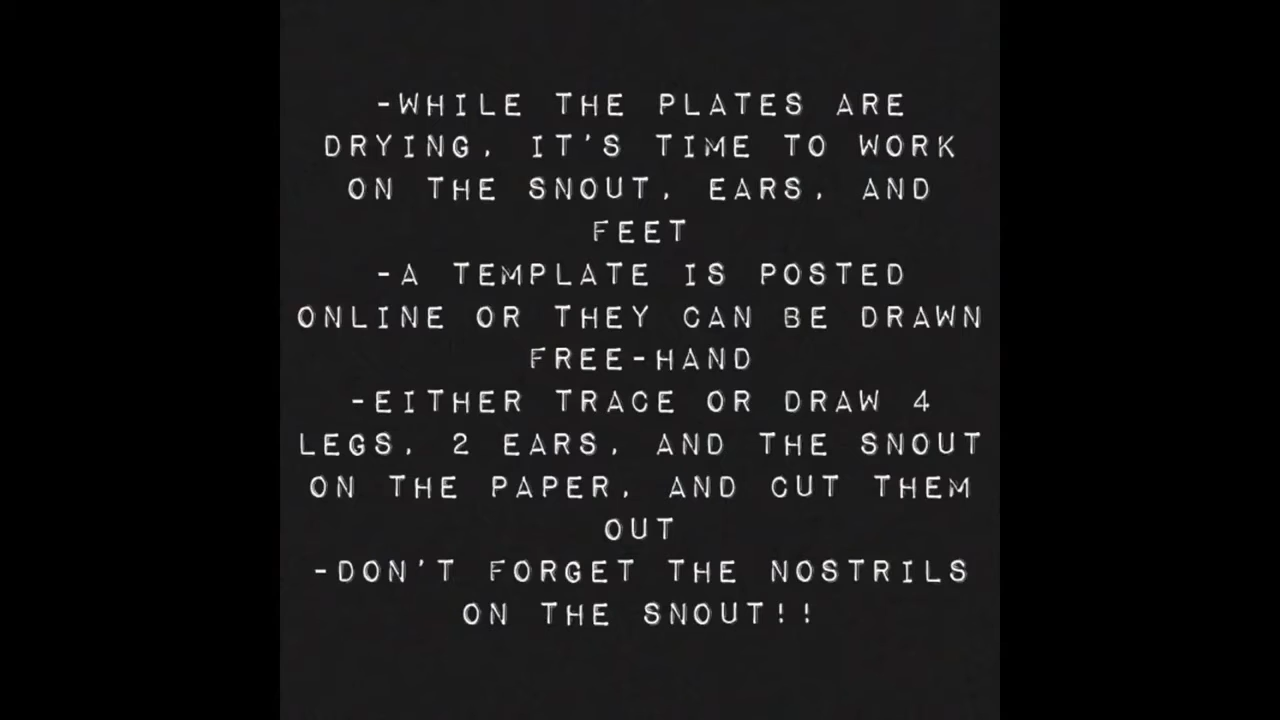 -WHILE THE PLATES ARE
DRYING, IT'S TIME TO WORK
ON THE SNOUT, EARS, AND
FEET
-A TEMPLATE IS POSTED
ONLINE OR THEY CAN BE DRAWN
FREE-HAND
-EITHER TRACE OR DRAW 4
LEGS, 2 EARS, AND THE SNOUT
ON THE PAPER, AND CUT THEM
OUT
-DON'T FORGET THE NOSTRILS
ON THE SNOUT!!